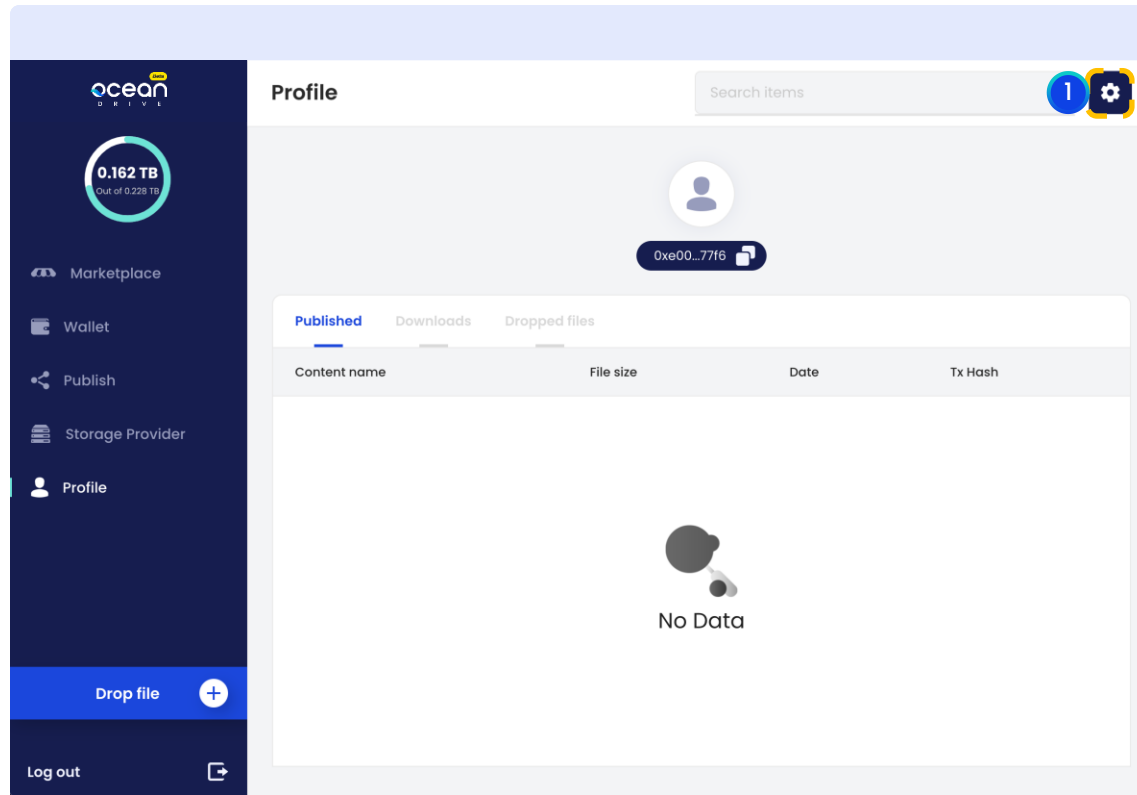 Beta
ocean
DRIVE
0.162 TB
Out of 0.228 TB
Marketplace
Wallet
Publish
Storage Provider
Profile
Drop file
Log out
Profile
Search items
1
0xe00...77f6
Published Downloads Dropped files
Content name File size Date Tx Hash
No Data